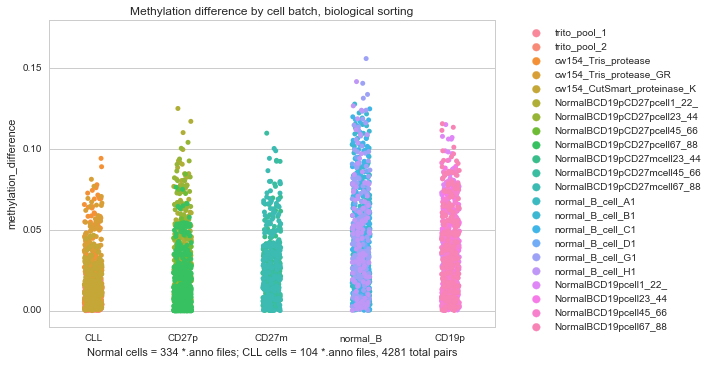 Methylation difference by cell batch, biological sorting
methylation_difference
0.15
0.10
0.05
0.00
CLL
CD27p
CD27m
normal_B
CD19p
Normal cells = 334 *.anno files; CLL cells = 104 *.anno files, 4281 total pairs
trito_pool_1
trito_pool_2
cw154_Tris_protease
cw154_Tris_protease_GR
cw154_CutSmart_proteinase_K
NormalBCD19pCD27pcell1_22_
NormalBCD19pCD27pcell23_44
NormalBCD19pCD27pcell45_66
NormalBCD19pCD27pcell67_88
NormalBCD19pCD27mcell23_44
NormalBCD19pCD27mcell45_66
NormalBCD19pCD27mcell67_88
normal_B_cell_A1
normal_B_cell_B1
normal_B_cell_C1
normal_B_cell_D1
normal_B_cell_G1
normal_B_cell_H1
NormalBCD19pcell1_22_
NormalBCD19pcell23_44
NormalBCD19pcell45_66
NormalBCD19pcell67_88